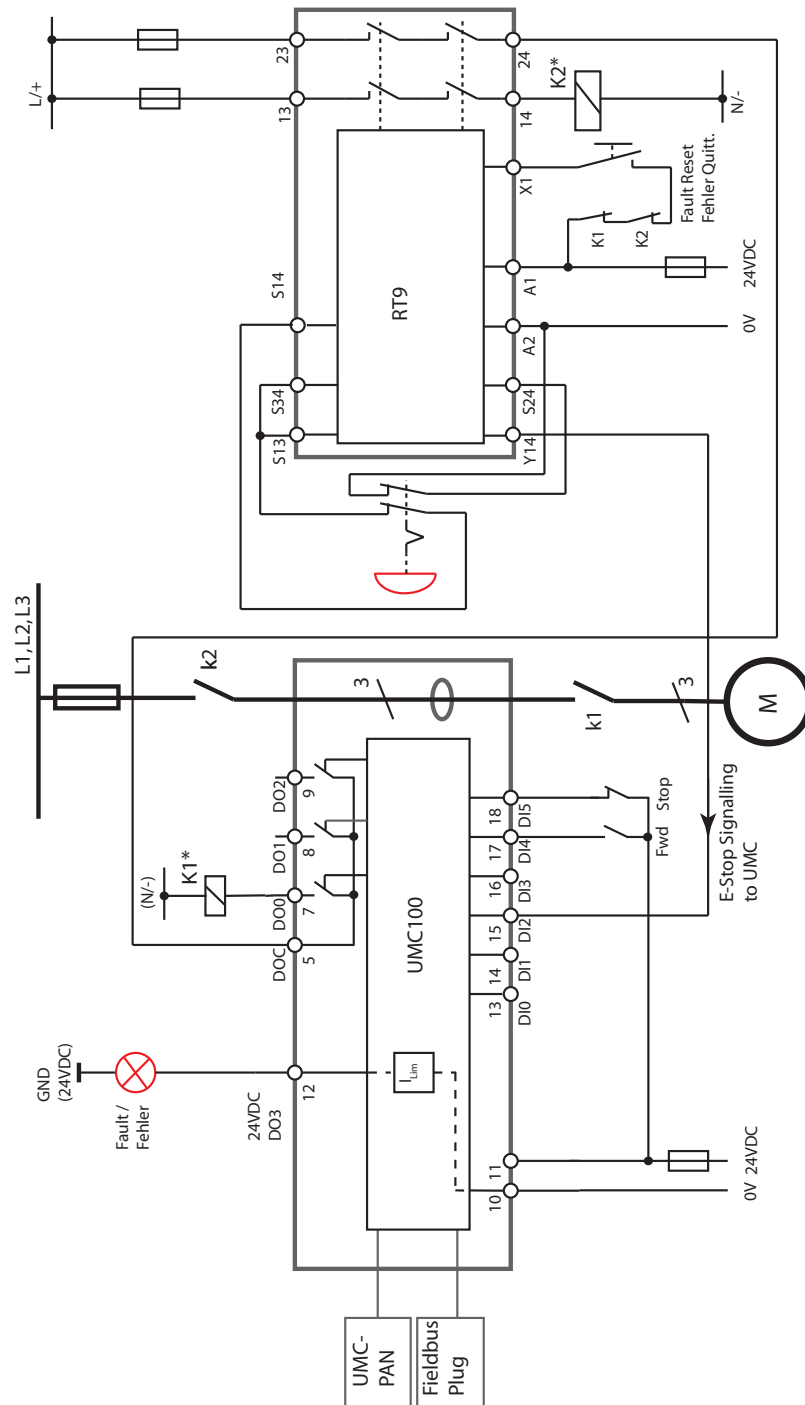 L/+
23
13
24
14
K2*
N/-
X1
Fault Reset
Fehler Quitt.
K1
K2
S14
RT9
A1
24VDC
A2
0V
S34
S13
S24
Y14
L1, L2, L3
k2
3
k1
3
M
DO2
9
DO1
8
(N/-)
K1*
DO0
7
DOC
5
UMC100
18
DI5
Stop
17
DI4
Fwd
16
DI3
15
DI2
14
DI1
13
DI0
E-Stop Signalling
to UMC
GND
(24VDC)
Fault /
Fehler
24VDC
DO3
12
ILim
11
10
24VDC
0V
UMC-
PAN
Fieldbus
Plug